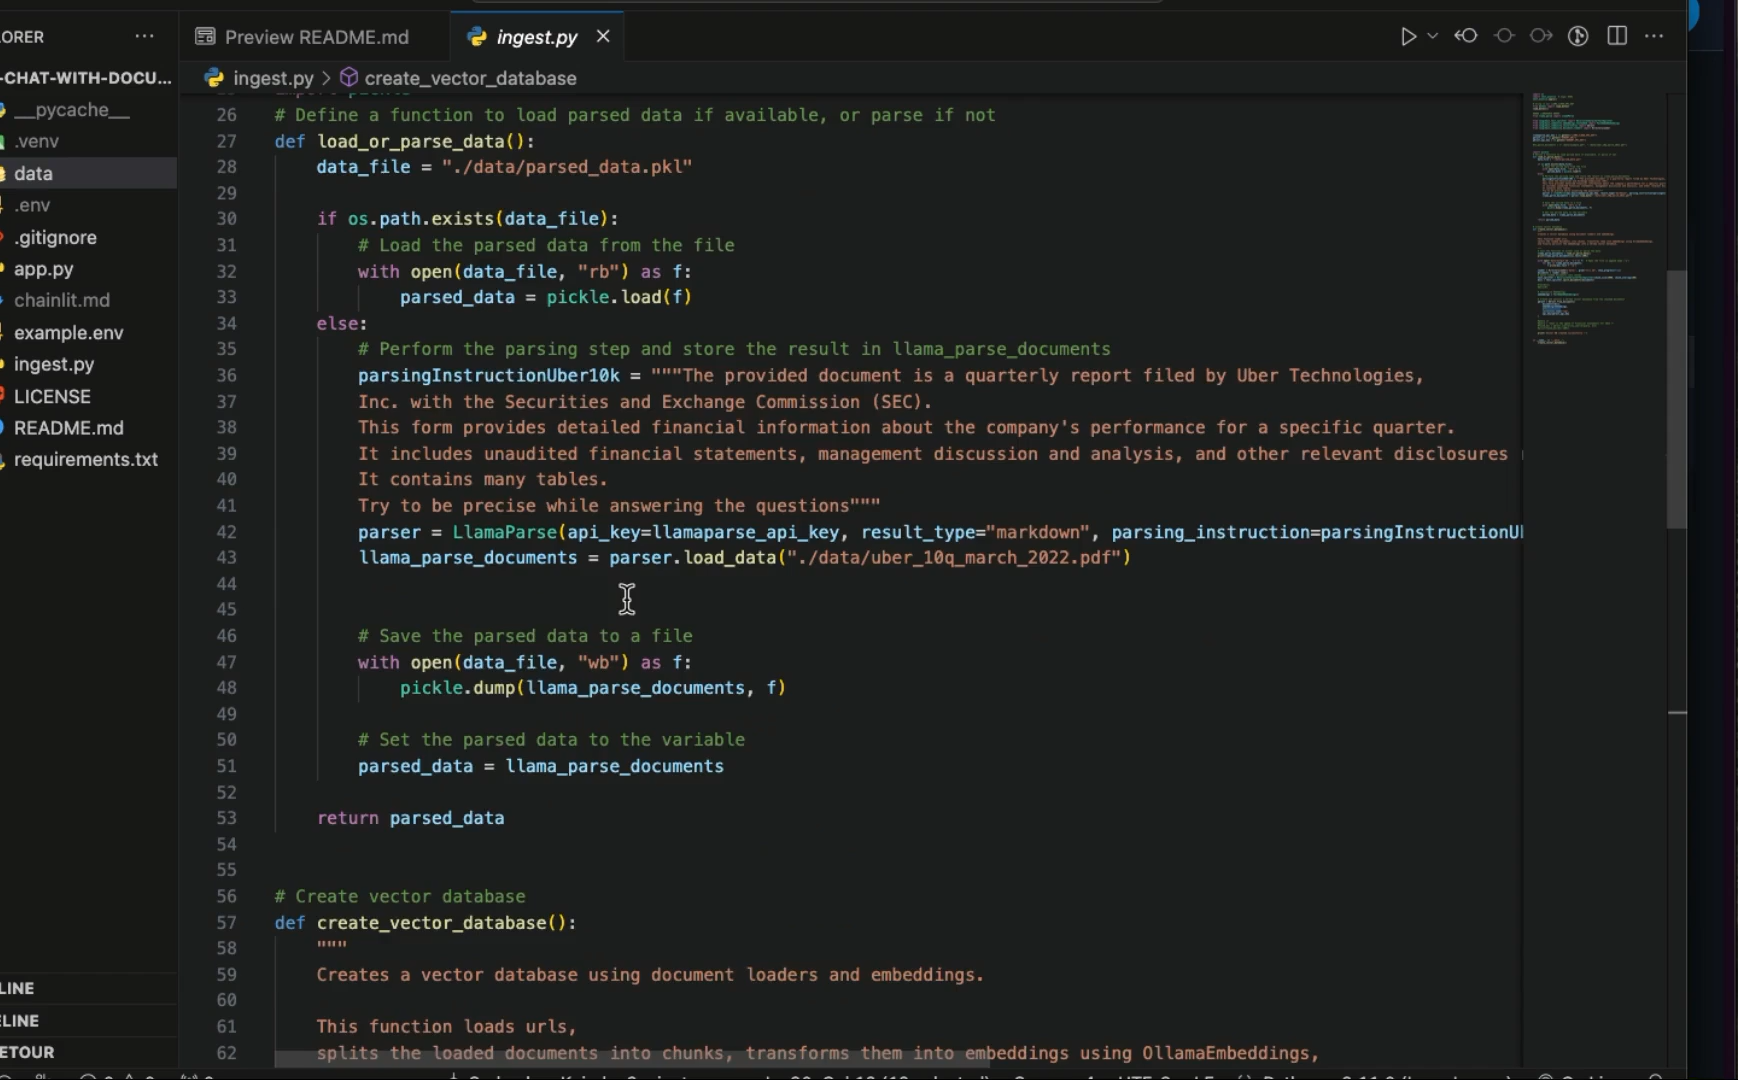 ORER
···
Preview README.md
ingest.py
-CHAT-WITH-DOCU...
ingest.py > create_vector_database
__pycache__
.venv
data
.env
.gitignore
app.py
chainlit.md
example.env
ingest.py
LICENSE
README.md
requirements.txt
LINE
ELINE
ETOUR
26 # Define a function to load parsed data if available, or parse if not
27 def load_or_parse_data():
28 data_file = "./data/parsed_data.pkl"
29
30 if os.path.exists(data_file):
31 # Load the parsed data from the file
32 with open(data_file, "rb") as f:
33 parsed_data = pickle.load(f)
34 else:
35 # Perform the parsing step and store the result in llama_parse_documents
36 parsingInstructionUber10k = """The provided document is a quarterly report filed by Uber Technologies,
37 Inc. with the Securities and Exchange Commission (SEC).
38 This form provides detailed financial information about the company's performance for a specific quarter.
39 It includes unaudited financial statements, management discussion and analysis, and other relevant disclosures
40 It contains many tables.
41 Try to be precise while answering the questions"""
42 parser = LlamaParse(api_key=llamaparse_api_key, result_type="markdown", parsing_instruction=parsingInstructionU
43 llama_parse_documents = parser.load_data("./data/uber_10q_march_2022.pdf")
44
45
46 # Save the parsed data to a file
47 with open(data_file, "wb") as f:
48 pickle.dump(llama_parse_documents, f)
49
50 # Set the parsed data to the variable
51 parsed_data = llama_parse_documents
52
53 return parsed_data
54
55
56 # Create vector database
57 def create_vector_database():
58 """
59 Creates a vector database using document loaders and embeddings.
60
61 This function loads urls,
62 splits the loaded documents into chunks, transforms them into embeddings using OllamaEmbeddings,